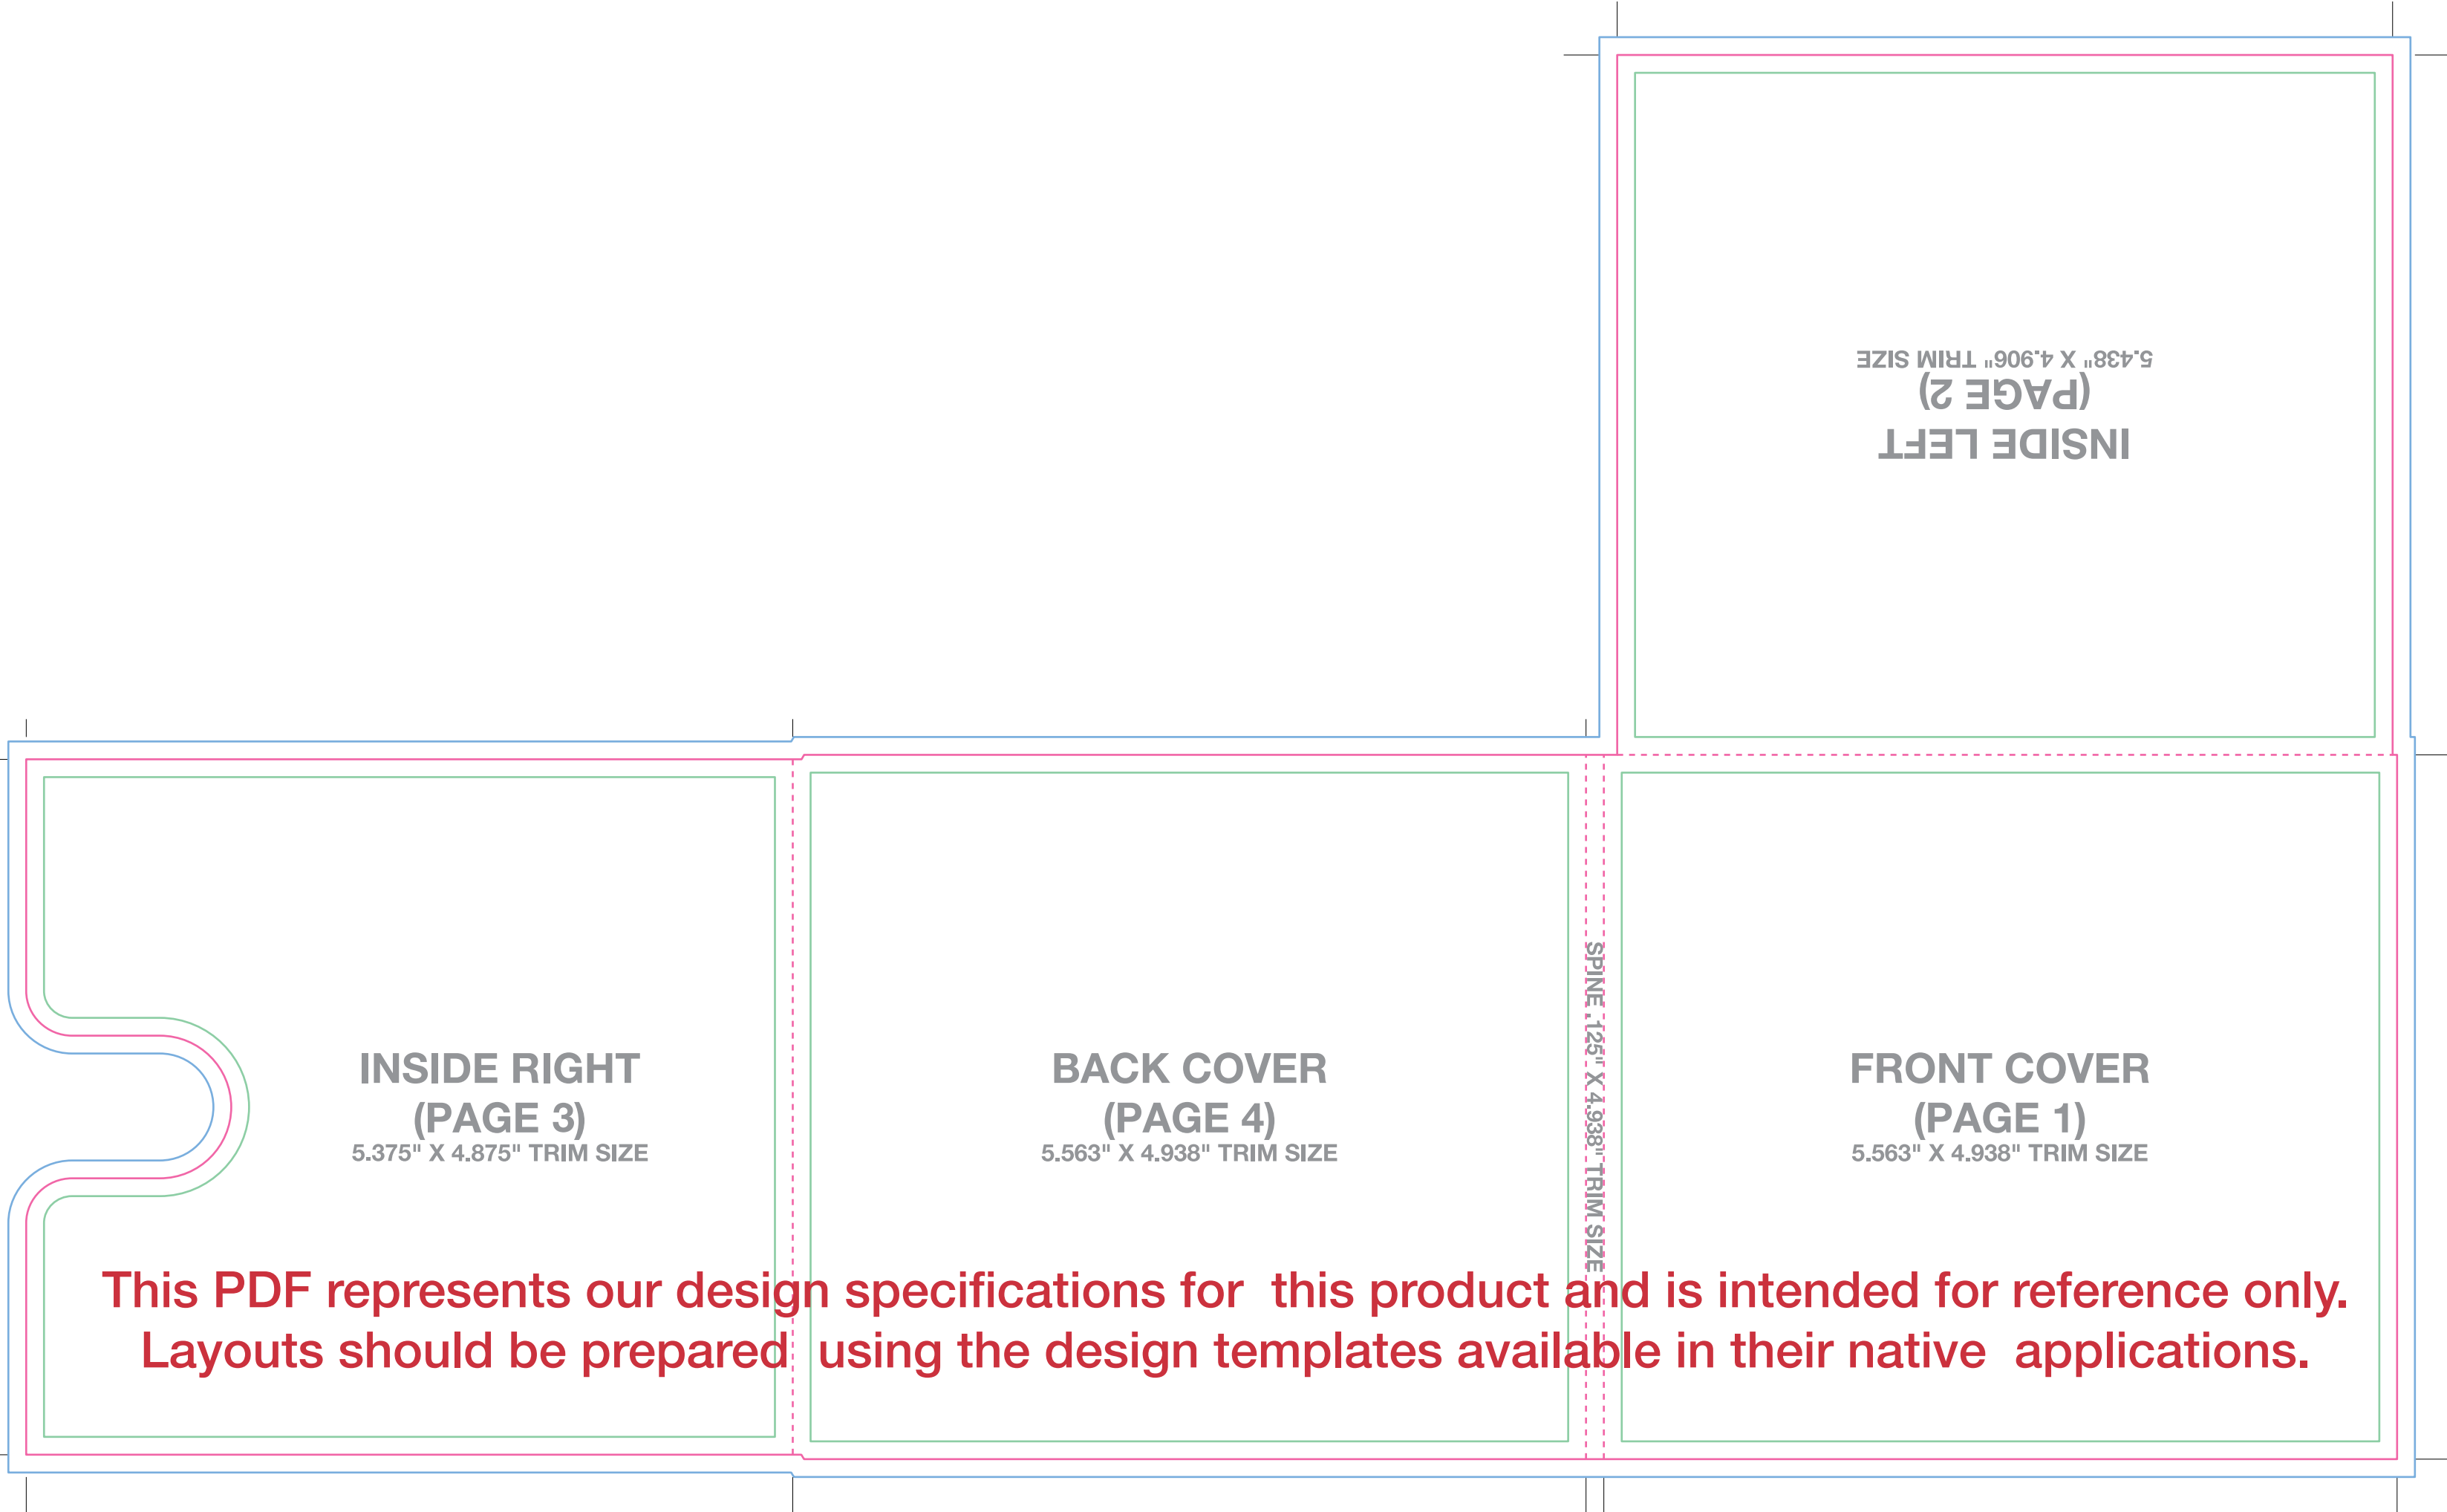 INSIDE LEFT
(PAGE 2)
5.438" X 4.906" TRIM SIZE
INSIDE RIGHT
(PAGE 3)
5.375" X 4.875" TRIM SIZE
BACK COVER
(PAGE 4)
5.563" X 4.938" TRIM SIZE
SPINE .125" X 4.938" TRIM SIZE
FRONT COVER
(PAGE 1)
5.563" X 4.938" TRIM SIZE
This PDF represents our design specifications for this product and is intended for reference only.
Layouts should be prepared using the design templates available in their native applications.